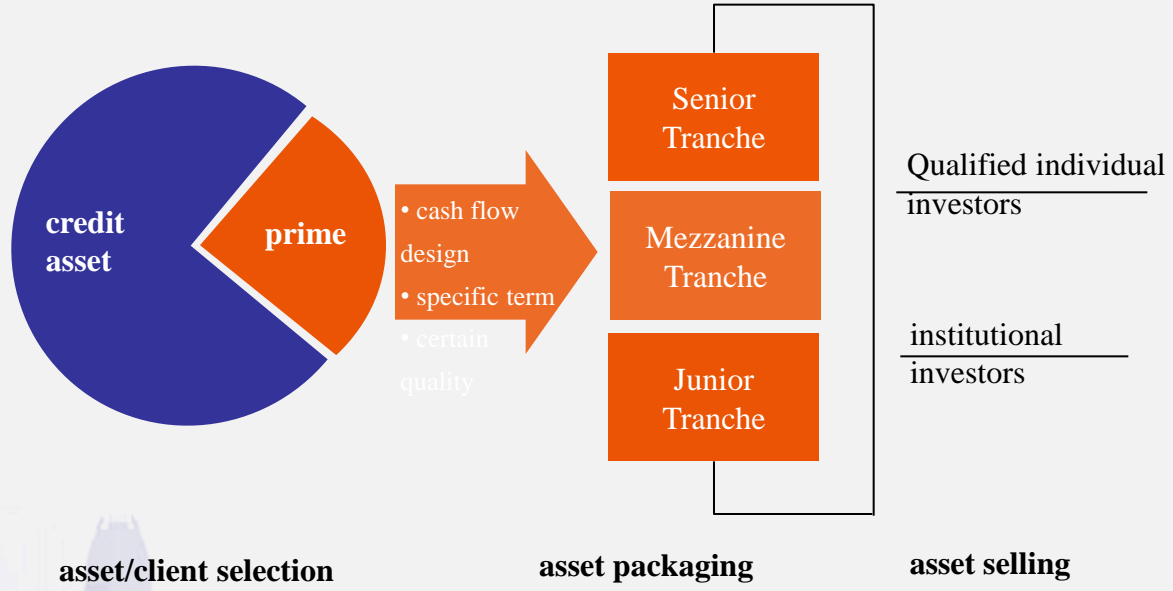 credit
asset
prime
• cash flow
design
• specific term
• certain
quality
Senior
Tranche
Mezzanine
Tranche
Junior
Tranche
Qualified individual
investors
institutional
investors
asset/client selection
asset packaging
asset selling